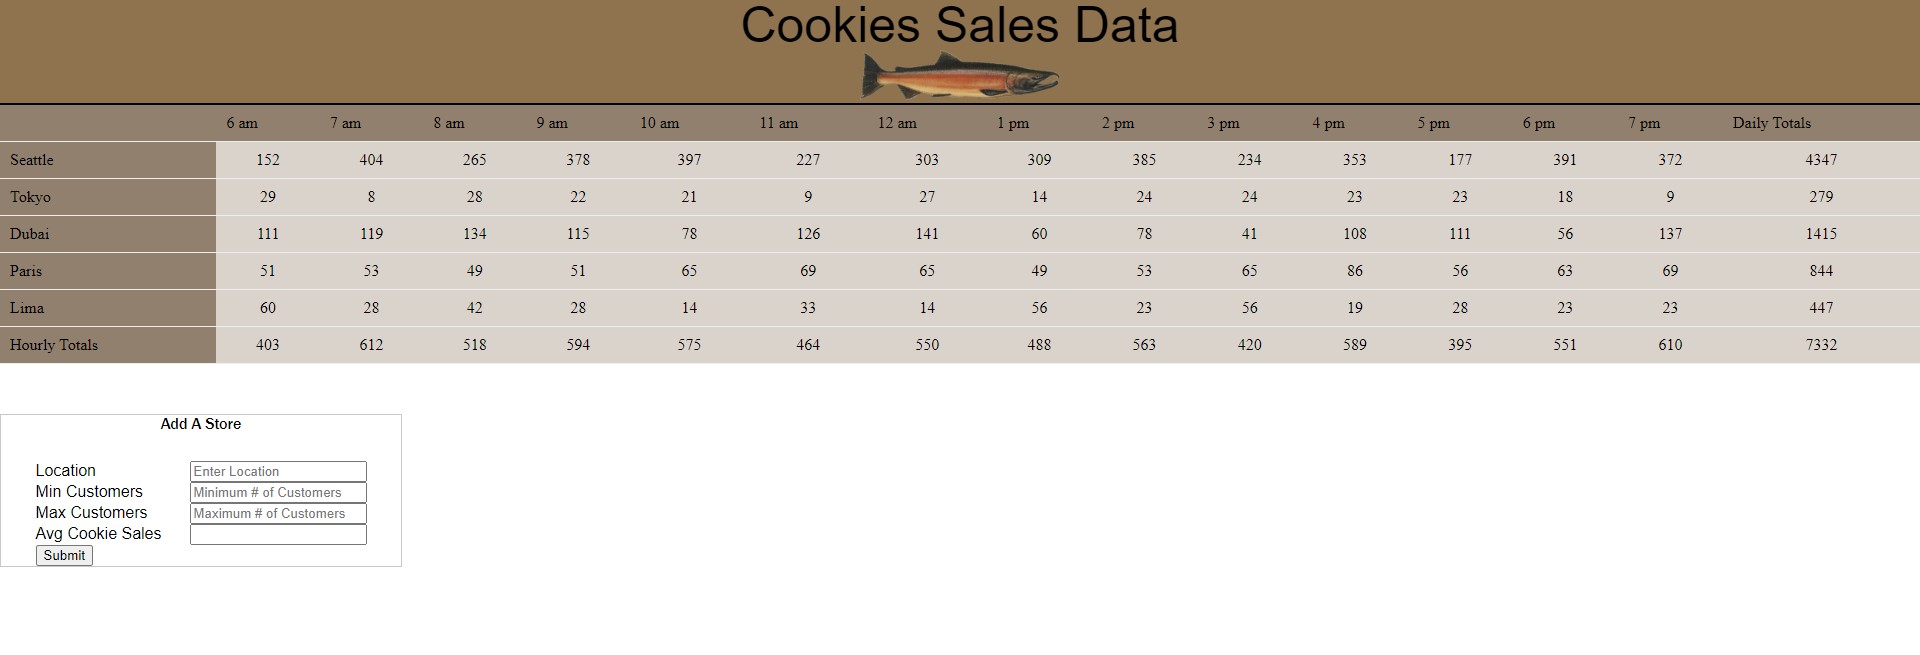 Cookies Sales Data
6 am 7 am 8 am 9 am 10 am 11 am 12 am 1 pm 2 pm 3 pm 4 pm 5 pm 6 pm 7 pm Daily Totals
Seattle 152 404 265 378 397 227 303 309 385 234 353 177 391 372 4347
Tokyo 29 8 28 22 21 9 27 14 24 24 23 23 18 9 279
Dubai 111 119 134 115 78 126 141 60 78 41 108 111 56 137 1415
Paris 51 53 49 51 65 69 65 49 53 65 86 56 63 69 844
Lima 60 28 42 28 14 33 14 56 23 56 19 28 23 23 447
Hourly Totals 403 612 518 594 575 464 550 488 563 420 589 395 551 610 7332
Add A Store
Location Enter Location
Min Customers Minimum # of Customers
Max Customers Maximum # of Customers
Avg Cookie Sales
Submit